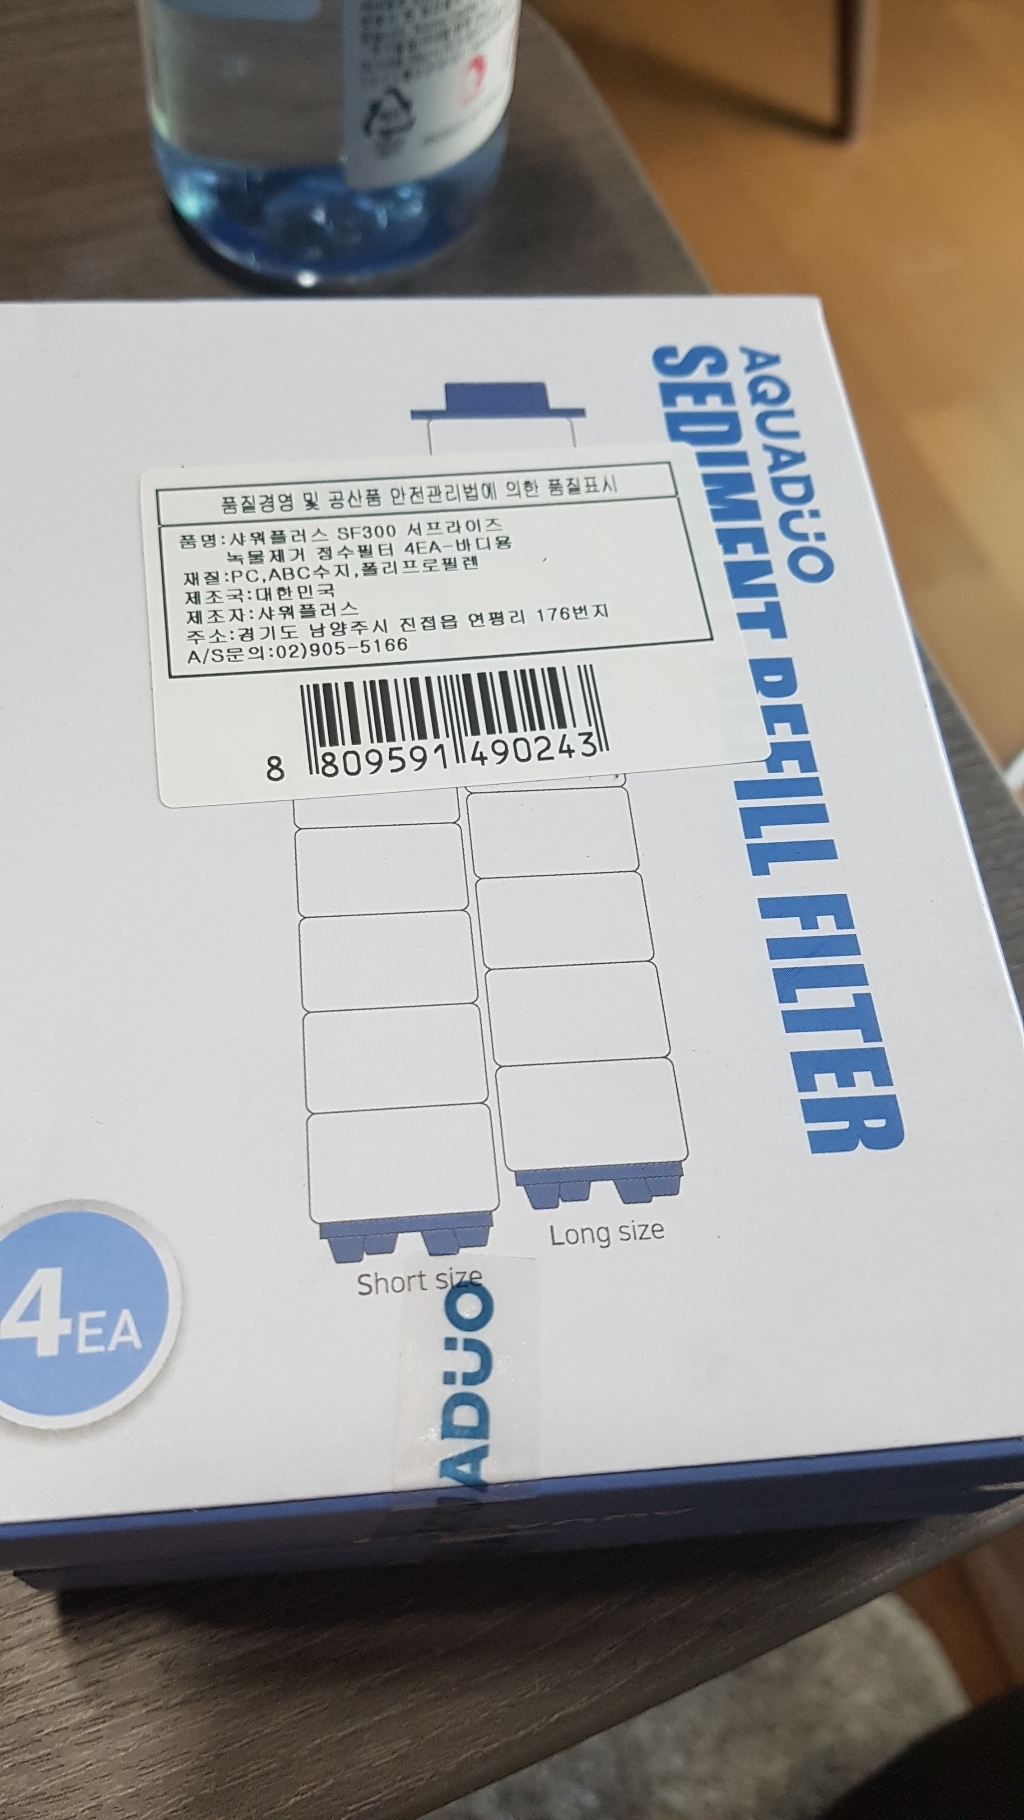 AQUADUO
SEDIMENT REFILL FILTER
품질경영 및 공산품 안전관리법에 의한 품질표시
품명:샤워플러스 SF300 서프라이즈
녹물제거 정수필터 4EA-바디용
재질:PC,ABC수지,폴리프로필렌
제조국:대한민국
제조자:샤워플러스
주소:경기도 남양주시 진접읍 연평리 176번지
A/S문의:02)905-5166
8 809591 490243
Long size
Short size
4EA
ADUO